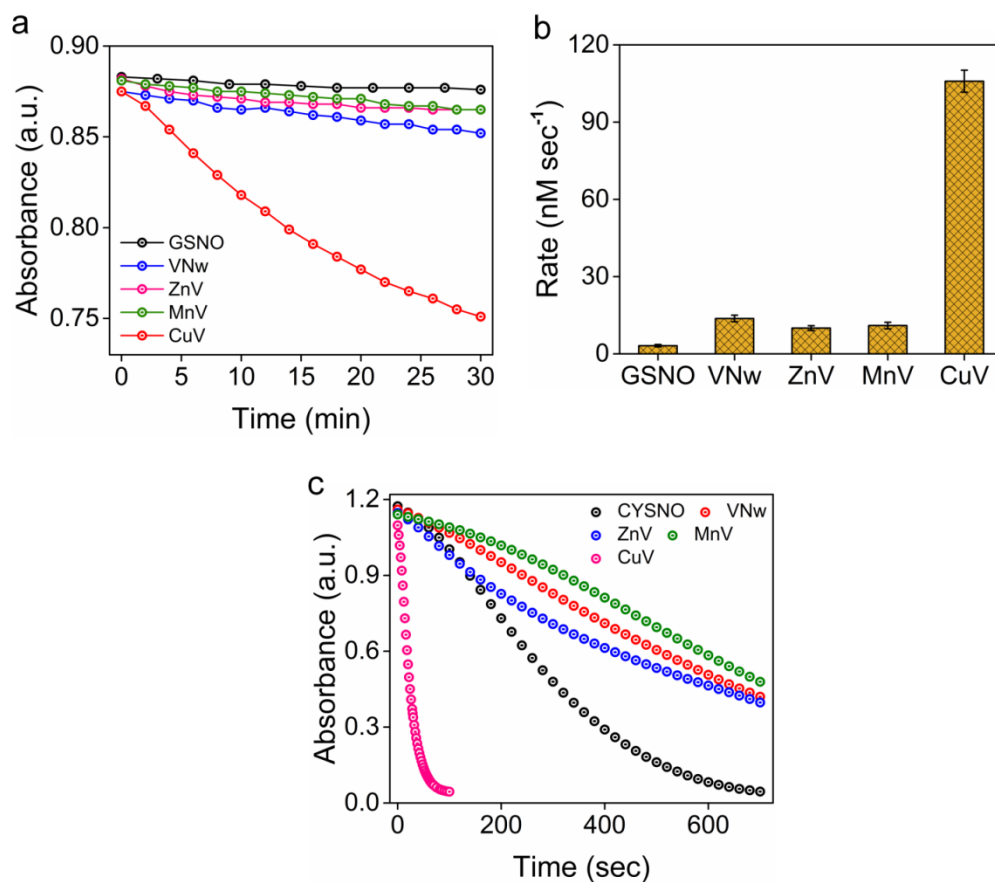 a
0.90
0.85
0.80
0.75
Absorbance (a.u.)
GSNO
VNw
ZnV
MnV
CuV
0 5 10 15 20 25 30
Time (min)
b
120
90
60
30
0
Rate (nM sec⁻¹)
GSNO VNw ZnV MnV CuV
c
1.2
0.9
0.6
0.3
0.0
Absorbance (a.u.)
CYSNO VNw
ZnV MnV
CuV
0 200 400 600
Time (sec)